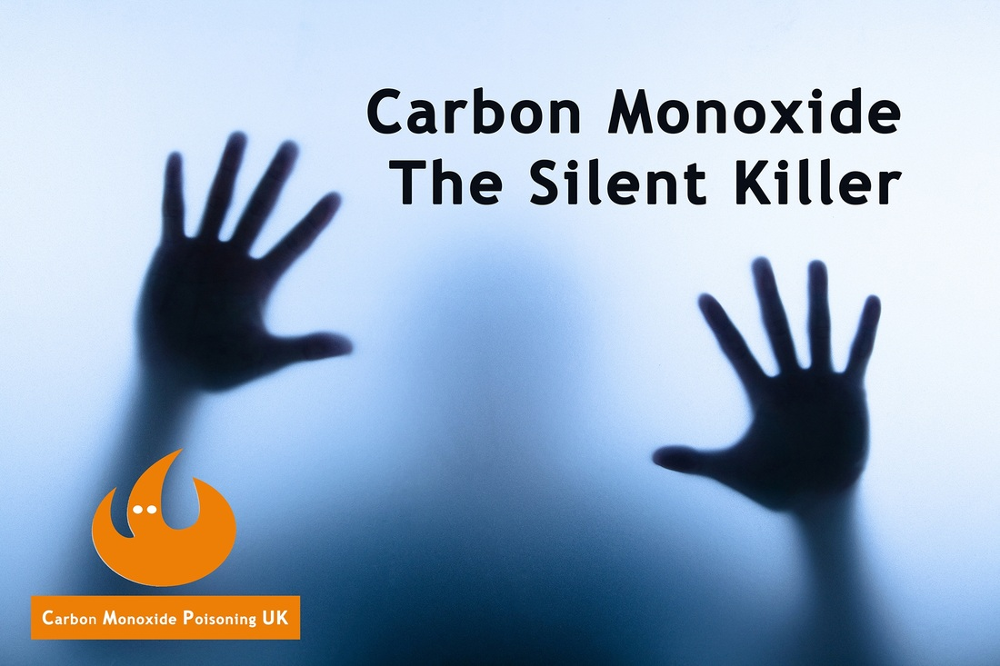 Carbon Monoxide
The Silent Killer
Carbon Monoxide Poisoning UK